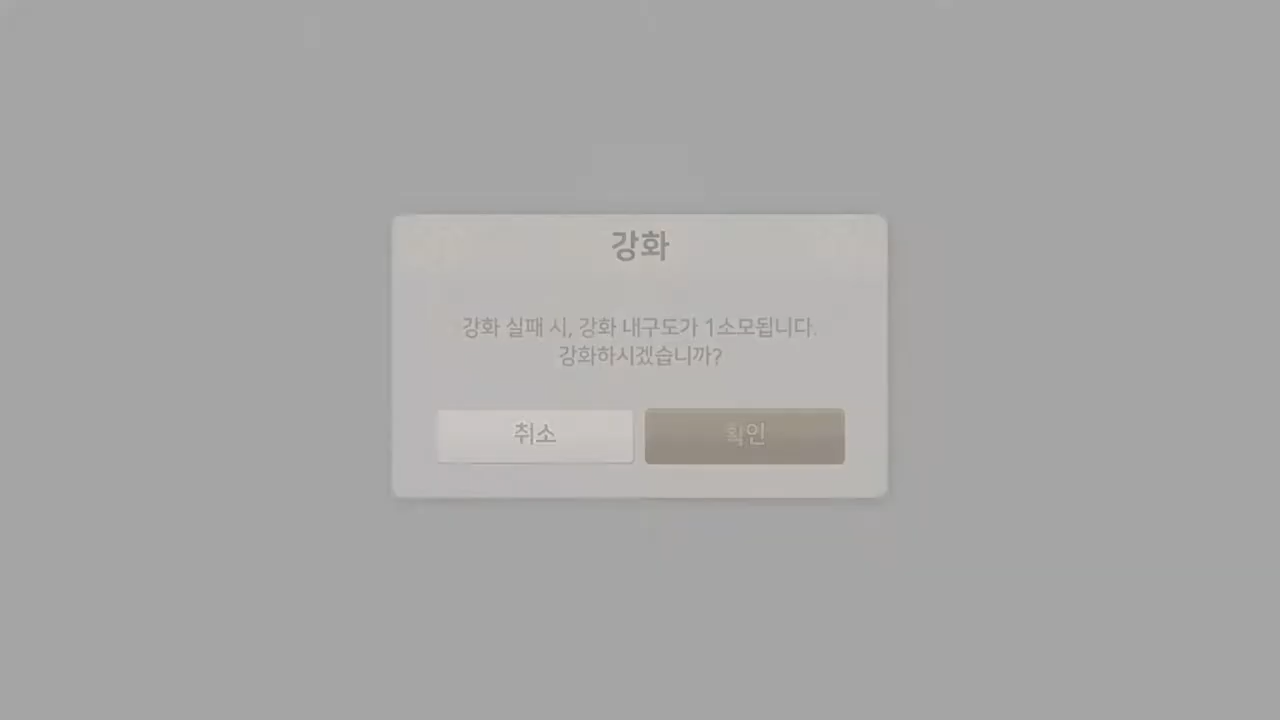 강화
강화 실패 시, 강화 내구도가 1소모됩니다.
강화하시겠습니까?
취소
확인